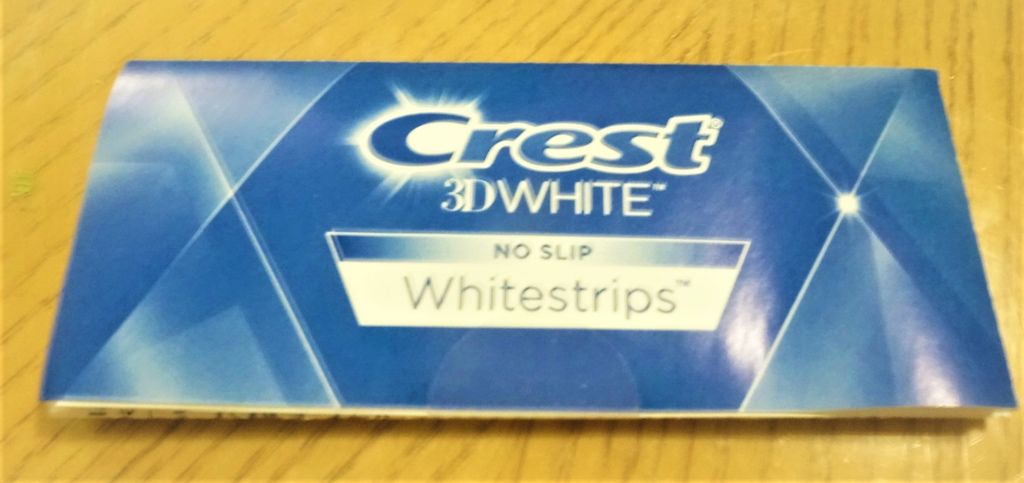 Crest®
3DWHITE™
NO SLIP
Whitestrips™